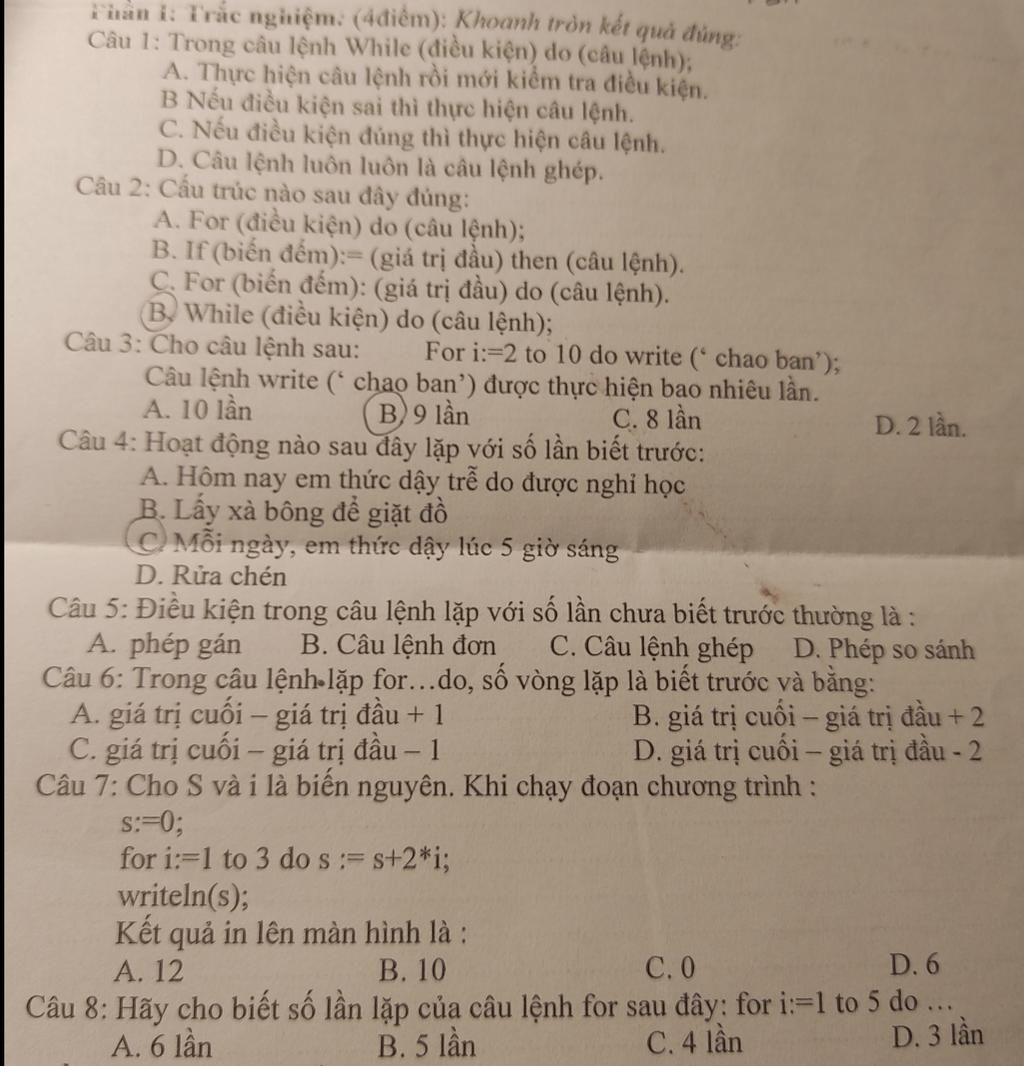 Phần I: Trắc nghiệm: (4điểm): Khoanh tròn kết quả đúng:
Câu 1: Trong câu lệnh While (điều kiện) do (câu lệnh);
A. Thực hiện câu lệnh rồi mới kiểm tra điều kiện.
B Nếu điều kiện sai thì thực hiện câu lệnh.
C. Nếu điều kiện đúng thì thực hiện câu lệnh.
D. Câu lệnh luôn luôn là câu lệnh ghép.
Câu 2: Cấu trúc nào sau đây đúng:
A. For (điều kiện) do (câu lệnh);
B. If (biến đếm):= (giá trị đầu) then (câu lệnh).
C. For (biến đếm): (giá trị đầu) do (câu lệnh).
B. While (điều kiện) do (câu lệnh);
Câu 3: Cho câu lệnh sau: For i:=2 to 10 do write (‘ chao ban’);
Câu lệnh write (‘ chao ban’) được thực hiện bao nhiêu lần.
A. 10 lần B. 9 lần C. 8 lần D. 2 lần.
Câu 4: Hoạt động nào sau đây lặp với số lần biết trước:
A. Hôm nay em thức dậy trễ do được nghỉ học
B. Lấy xà bông để giặt đồ
C. Mỗi ngày, em thức dậy lúc 5 giờ sáng
D. Rửa chén
Câu 5: Điều kiện trong câu lệnh lặp với số lần chưa biết trước thường là :
A. phép gán B. Câu lệnh đơn C. Câu lệnh ghép D. Phép so sánh
Câu 6: Trong câu lệnh lặp for…do, số vòng lặp là biết trước và bằng:
A. giá trị cuối – giá trị đầu + 1 B. giá trị cuối – giá trị đầu + 2
C. giá trị cuối – giá trị đầu – 1 D. giá trị cuối – giá trị đầu - 2
Câu 7: Cho S và i là biến nguyên. Khi chạy đoạn chương trình :
s:=0;
for i:=1 to 3 do s := s+2*i;
writeln(s);
Kết quả in lên màn hình là :
A. 12 B. 10 C. 0 D. 6
Câu 8: Hãy cho biết số lần lặp của câu lệnh for sau đây: for i:=1 to 5 do …
A. 6 lần B. 5 lần C. 4 lần D. 3 lần